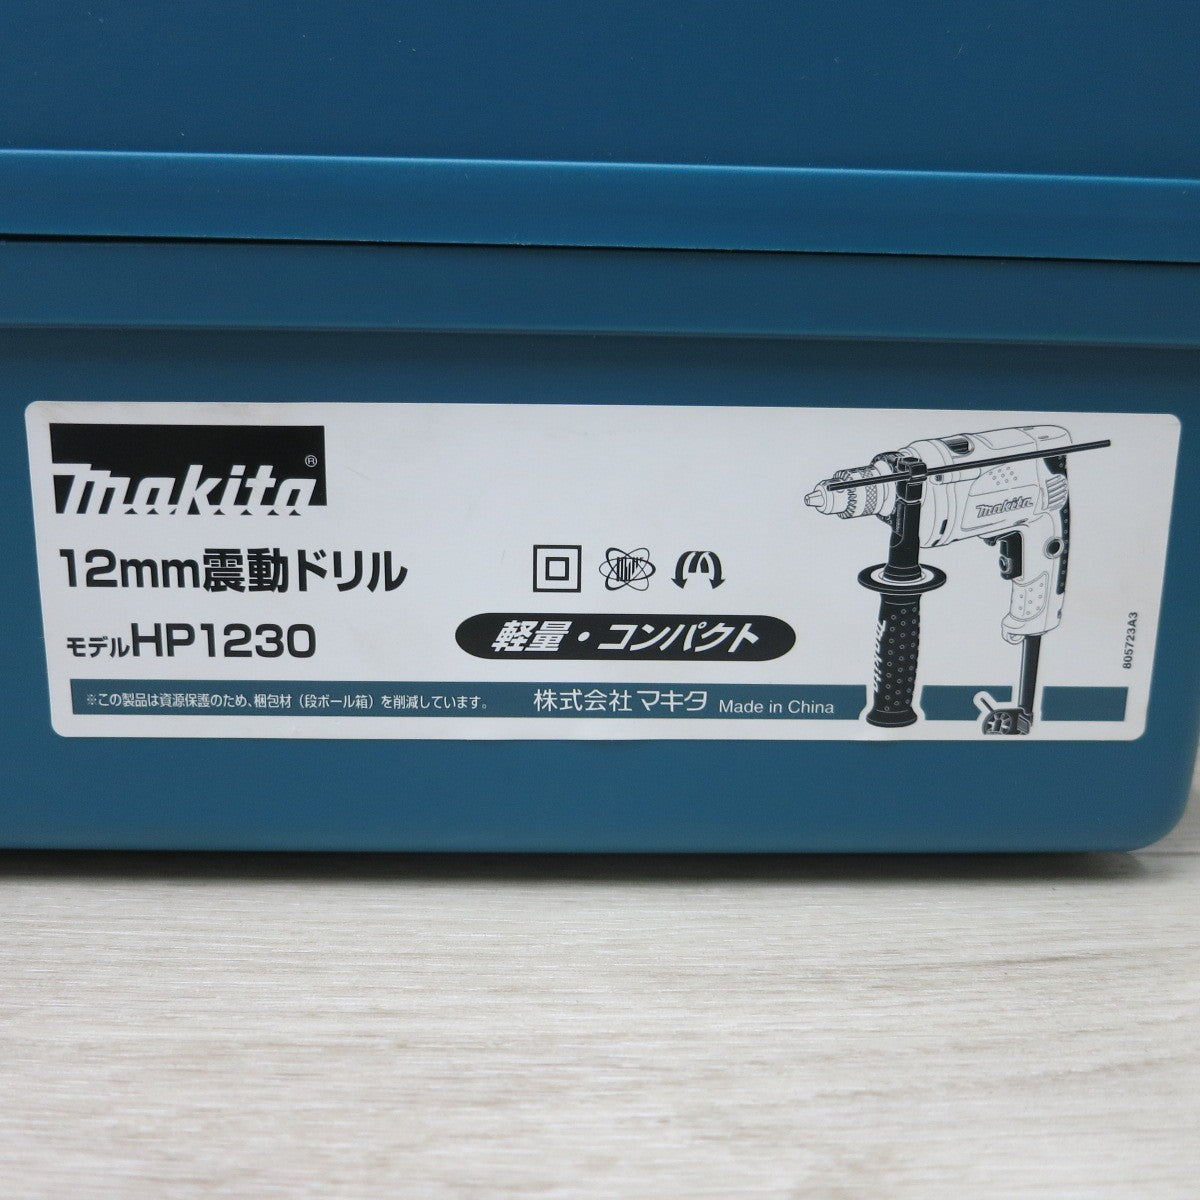 makita®
12mm震動ドリル
モデルHP1230
軽量・コンパクト
※この製品は資源保護のため、梱包材（段ボール箱）を削減しています。
株式会社 マキタ Made in China
makita
makita
805723A3